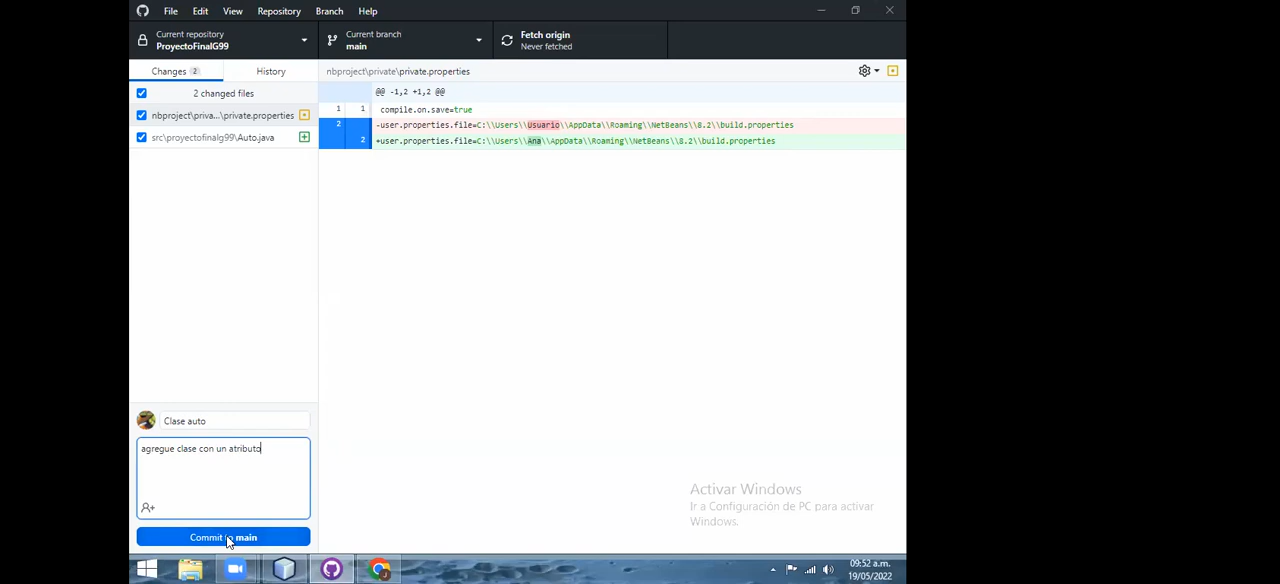 File Edit View Repository Branch Help
Current repository
ProyectoFinalG99
Current branch
main
Fetch origin
Never fetched
Changes 2 History
nbproject\private\private.properties
2 changed files
@@ -1,2 +1,2 @@
nbproject\priva...\private.properties
1 1 compile.on.save=true
2 -user.properties.file=C:\\Users\\Usuario\\AppData\\Roaming\\NetBeans\\8.2\\build.properties
src\proyectofinalg99\Auto.java
2 +user.properties.file=C:\\Users\\Ana\\AppData\\Roaming\\NetBeans\\8.2\\build.properties
Clase auto
agregue clase con un atributo
Activar Windows
Ir a Configuración de PC para activar
Windows.
Commit to main
09:52 a.m.
19/05/2022